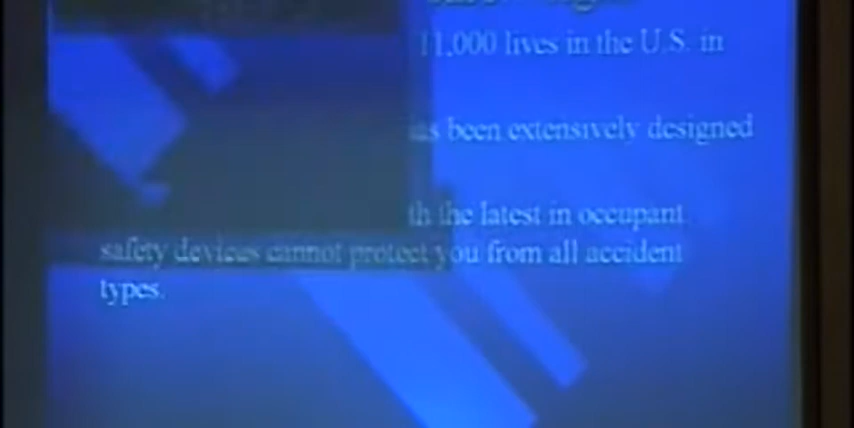 11,000 lives in the U.S. in
as been extensively designed
th the latest in occupant
safety devices cannot protect you from all accident
types.